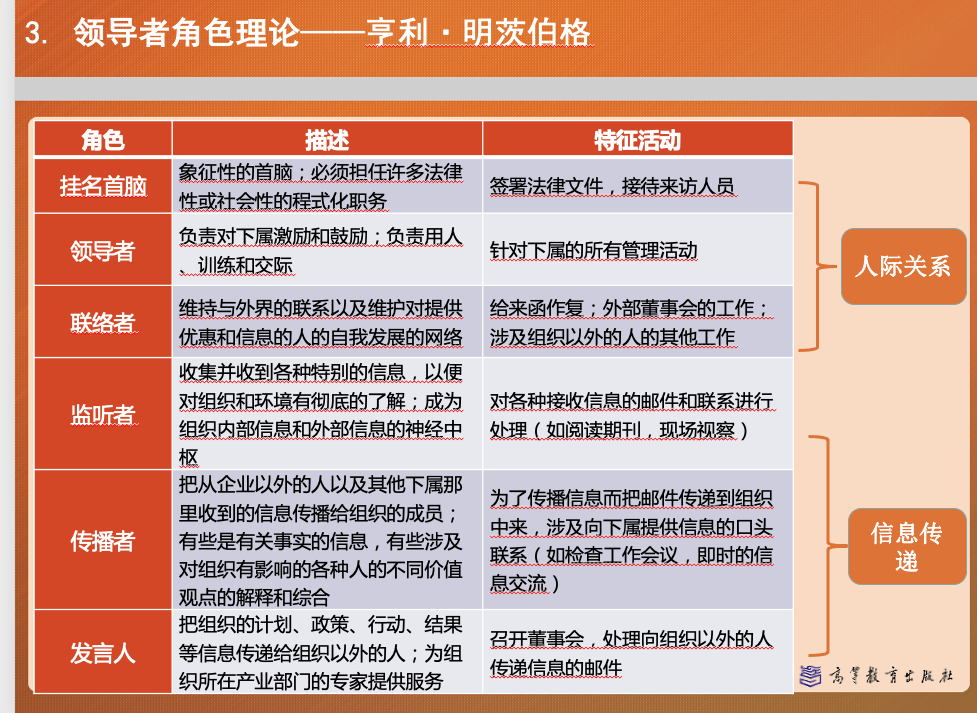 3. 领导者角色理论——亨利·明茨伯格
角色 描述 特征活动
挂名首脑
象征性的首脑；必须担任许多法律
性或社会性的程式化职务
签署法律文件，接待来访人员
领导者
负责对下属激励和鼓励；负责用人
、训练和交际
针对下属的所有管理活动
联络者
维持与外界的联系以及维护对提供
优惠和信息的人的自我发展的网络
给来函作复；外部董事会的工作；
涉及组织以外的人的其他工作
人际关系
监听者
收集并收到各种特别的信息，以便
对组织和环境有彻底的了解；成为
组织内部信息和外部信息的神经中
枢
对各种接收信息的邮件和联系进行
处理（如阅读期刊，现场视察）
传播者
把从企业以外的人以及其他下属那
里收到的信息传播给组织的成员；
有些是有关事实的信息，有些涉及
对组织有影响的各种人的不同价值
观点的解释和综合
为了传播信息而把邮件传递到组织
中来，涉及向下属提供信息的口头
联系（如检查工作会议，即时的信
息交流）
发言人
把组织的计划、政策、行动、结果
等信息传递给组织以外的人；为组
织所在产业部门的专家提供服务
召开董事会，处理向组织以外的人
传递信息的邮件
信息传
递
高等教育出版社